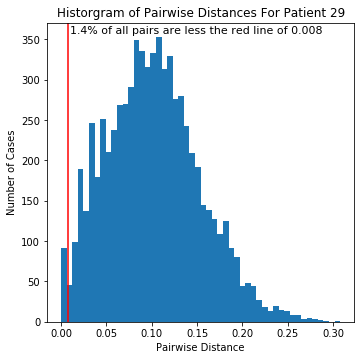 Historgram of Pairwise Distances For Patient 29
1.4% of all pairs are less the red line of 0.008
350
300
250
200
150
100
50
0
Number of Cases
0.00 0.05 0.10 0.15 0.20 0.25 0.30
Pairwise Distance